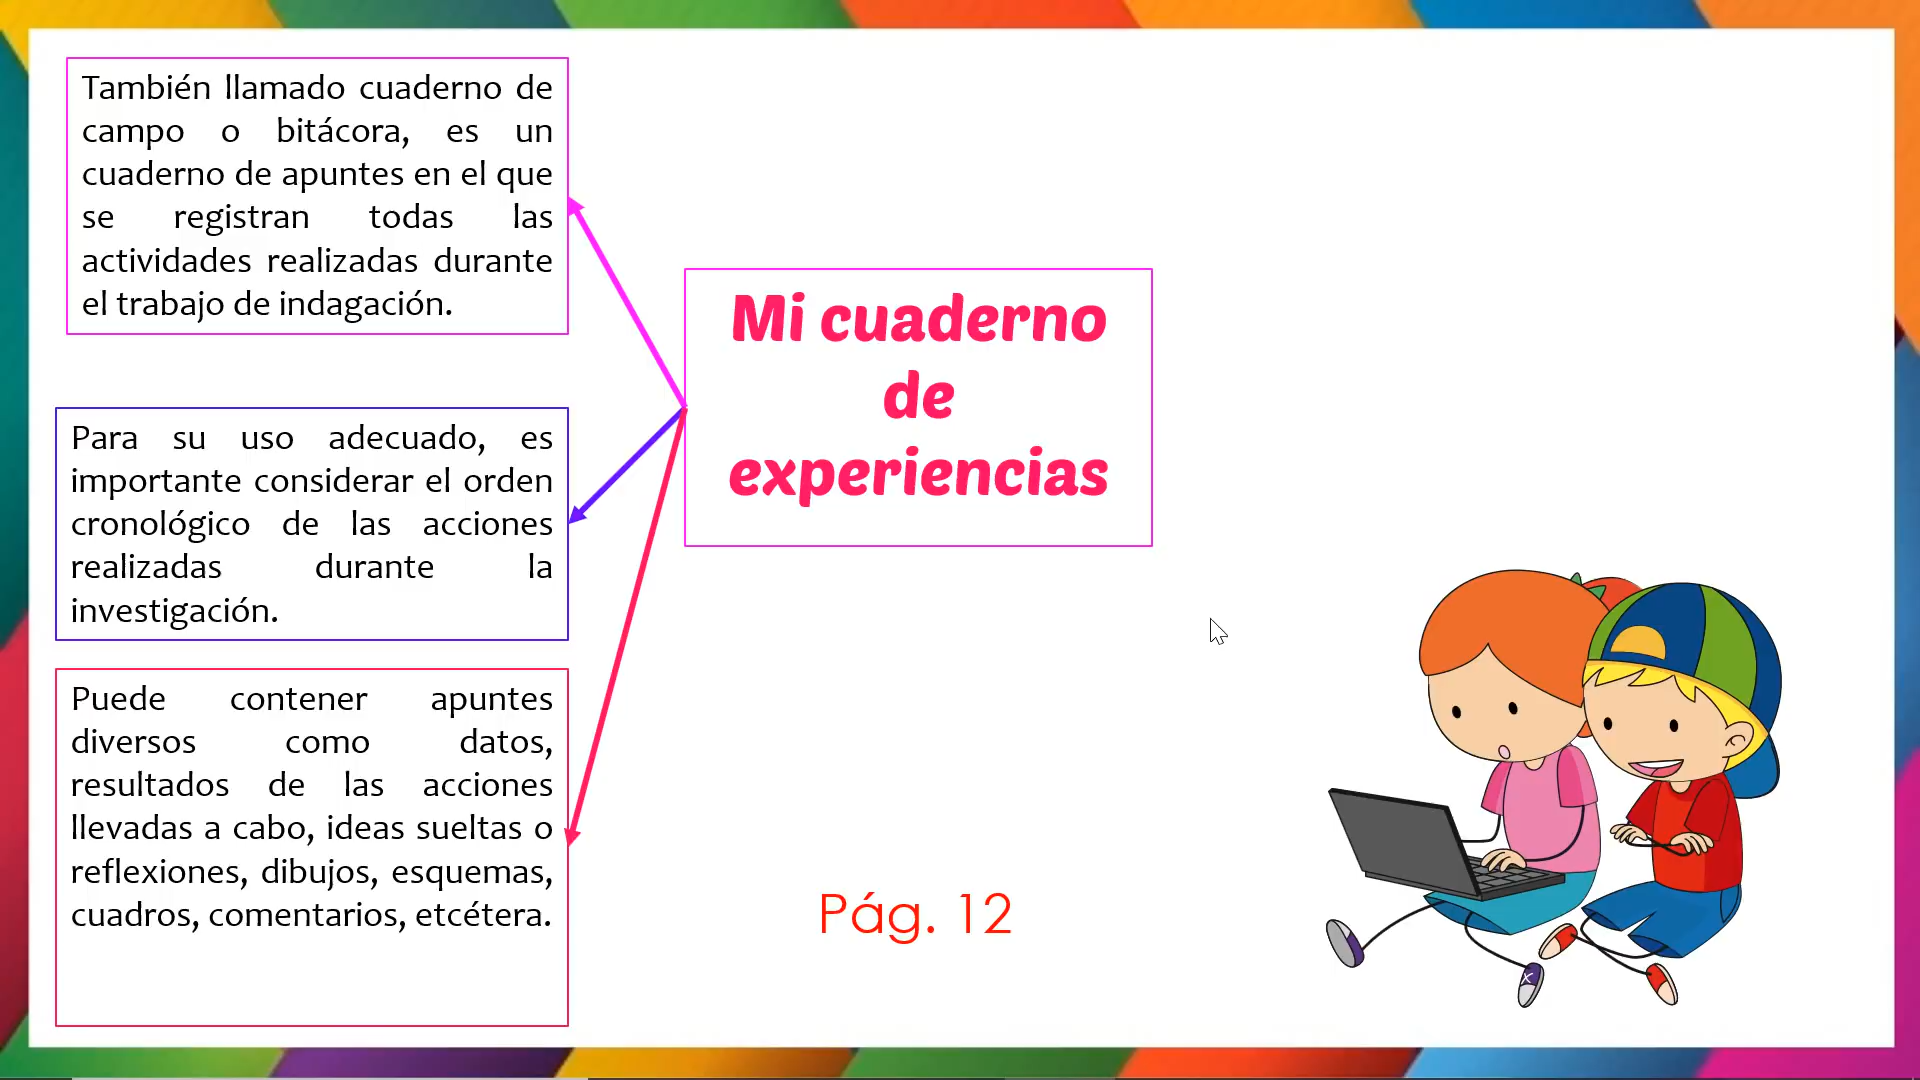 También llamado cuaderno de
campo o bitácora, es un
cuaderno de apuntes en el que
se registran todas las
actividades realizadas durante
el trabajo de indagación.
Para su uso adecuado, es
importante considerar el orden
cronológico de las acciones
realizadas durante la
investigación.
Puede contener apuntes
diversos como datos,
resultados de las acciones
llevadas a cabo, ideas sueltas o
reflexiones, dibujos, esquemas,
cuadros, comentarios, etcétera.
Mi cuaderno
de
experiencias
Pág. 12